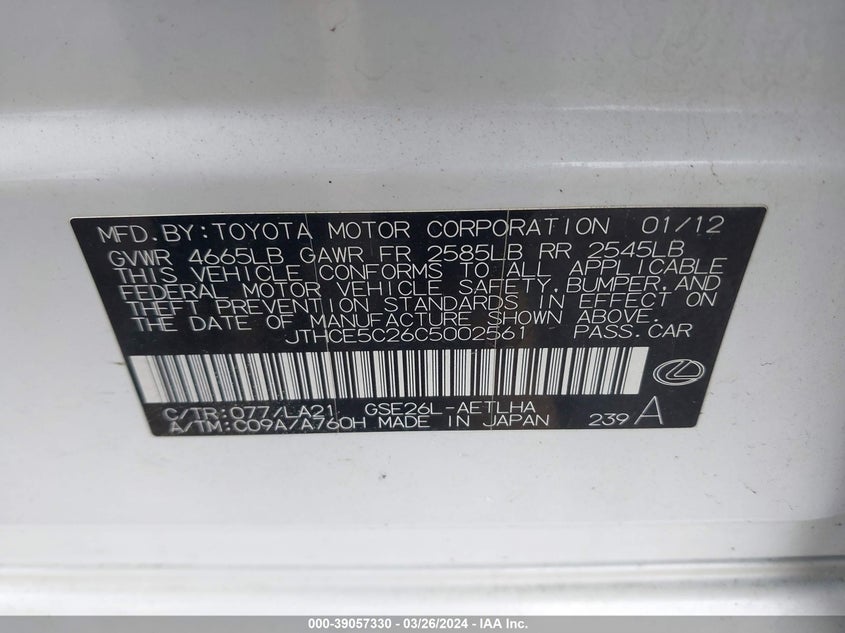 MFD. BY: TOYOTA MOTOR CORPORATION 01/12
GVWR 4665LB GAWR FR 2585LB RR 2545LB
THIS VEHICLE CONFORMS TO ALL APPLICABLE
FEDERAL MOTOR VEHICLE SAFETY, BUMPER, AND
THEFT PREVENTION STANDARDS IN EFFECT ON
THE DATE OF MANUFACTURE SHOWN ABOVE.
JTHCE5C26C5002561 PASS. CAR
C/TR: 077/LA21 GSE26L-AETLHA
A/TM: C09A/A760H MADE IN JAPAN 239 A
000-39057330 - 03/26/2024 - IAA Inc.